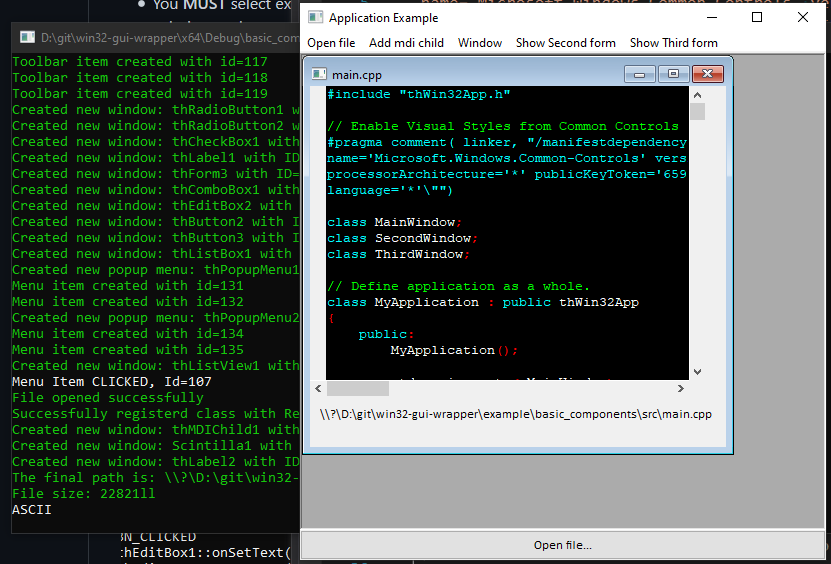 You MUST select ex
D:\git\win32-gui-wrapper\x64\Debug\basic_com
Toolbar item created with id=117
Toolbar item created with id=118
Toolbar item created with id=119
Created new window: thRadioButton1 w
Created new window: thRadioButton2 w
Created new window: thCheckBox1 with
Created new window: thLabel1 with ID
Created new window: thForm3 with ID=
Created new window: thComboBox1 with
Created new window: thEditBox2 with
Created new window: thButton2 with I
Created new window: thButton3 with I
Created new window: thListBox1 with
Created new popup menu: thPopupMenu1
Menu item created with id=131
Menu item created with id=132
Created new popup menu: thPopupMenu2
Menu item created with id=134
Menu item created with id=135
Created new window: thListView1 with
Menu Item CLICKED, Id=107
File opened successfully
Successfully registerd class with Re
Created new window: thMDIChild1 with
Created new window: Scintilla1 with
Created new window: thLabel2 with ID
The final path is: \\?\D:\git\win32-
File size: 22821ll
ASCII
N_CLICKED
thEditBox1::onSetText(
Application Example
Open file Add mdi child Window Show Second form Show Third form
main.cpp
#include "thWin32App.h"
// Enable Visual Styles from Common Controls
#pragma comment( linker, "/manifestdependency
name='Microsoft.Windows.Common-Controls' vers
processorArchitecture='*' publicKeyToken='659
language='*'\"")
class MainWindow;
class SecondWindow;
class ThirdWindow;
// Define application as a whole.
class MyApplication : public thWin32App
{
public:
MyApplication();
\\?\D:\git\win32-gui-wrapper\example\basic_components\src\main.cpp
Open file...